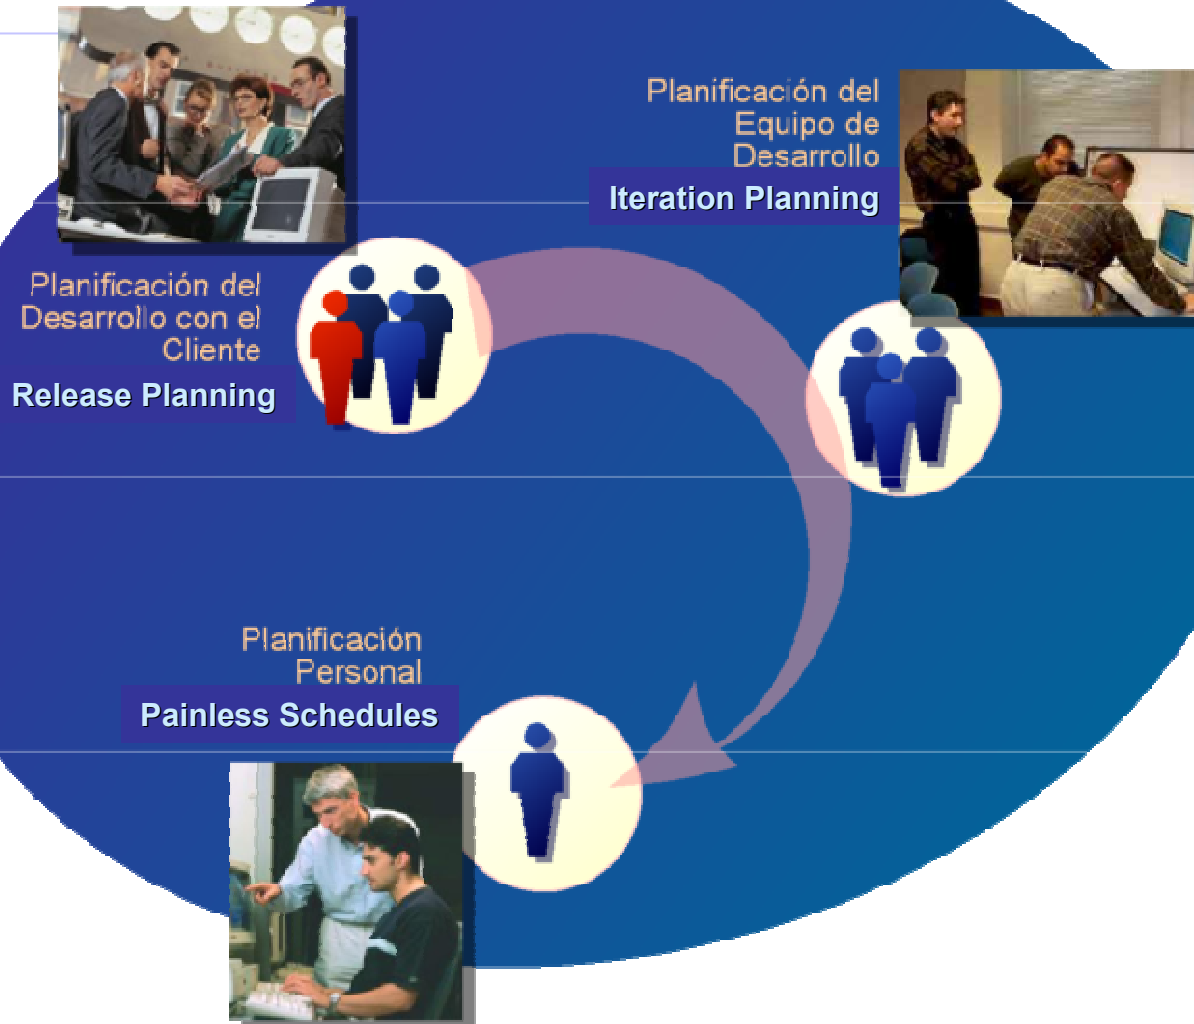 Planificación del
Equipo de
Desarrollo
Iteration Planning
Planificación del
Desarrollo con el
Cliente
Release Planning
Planificación
Personal
Painless Schedules